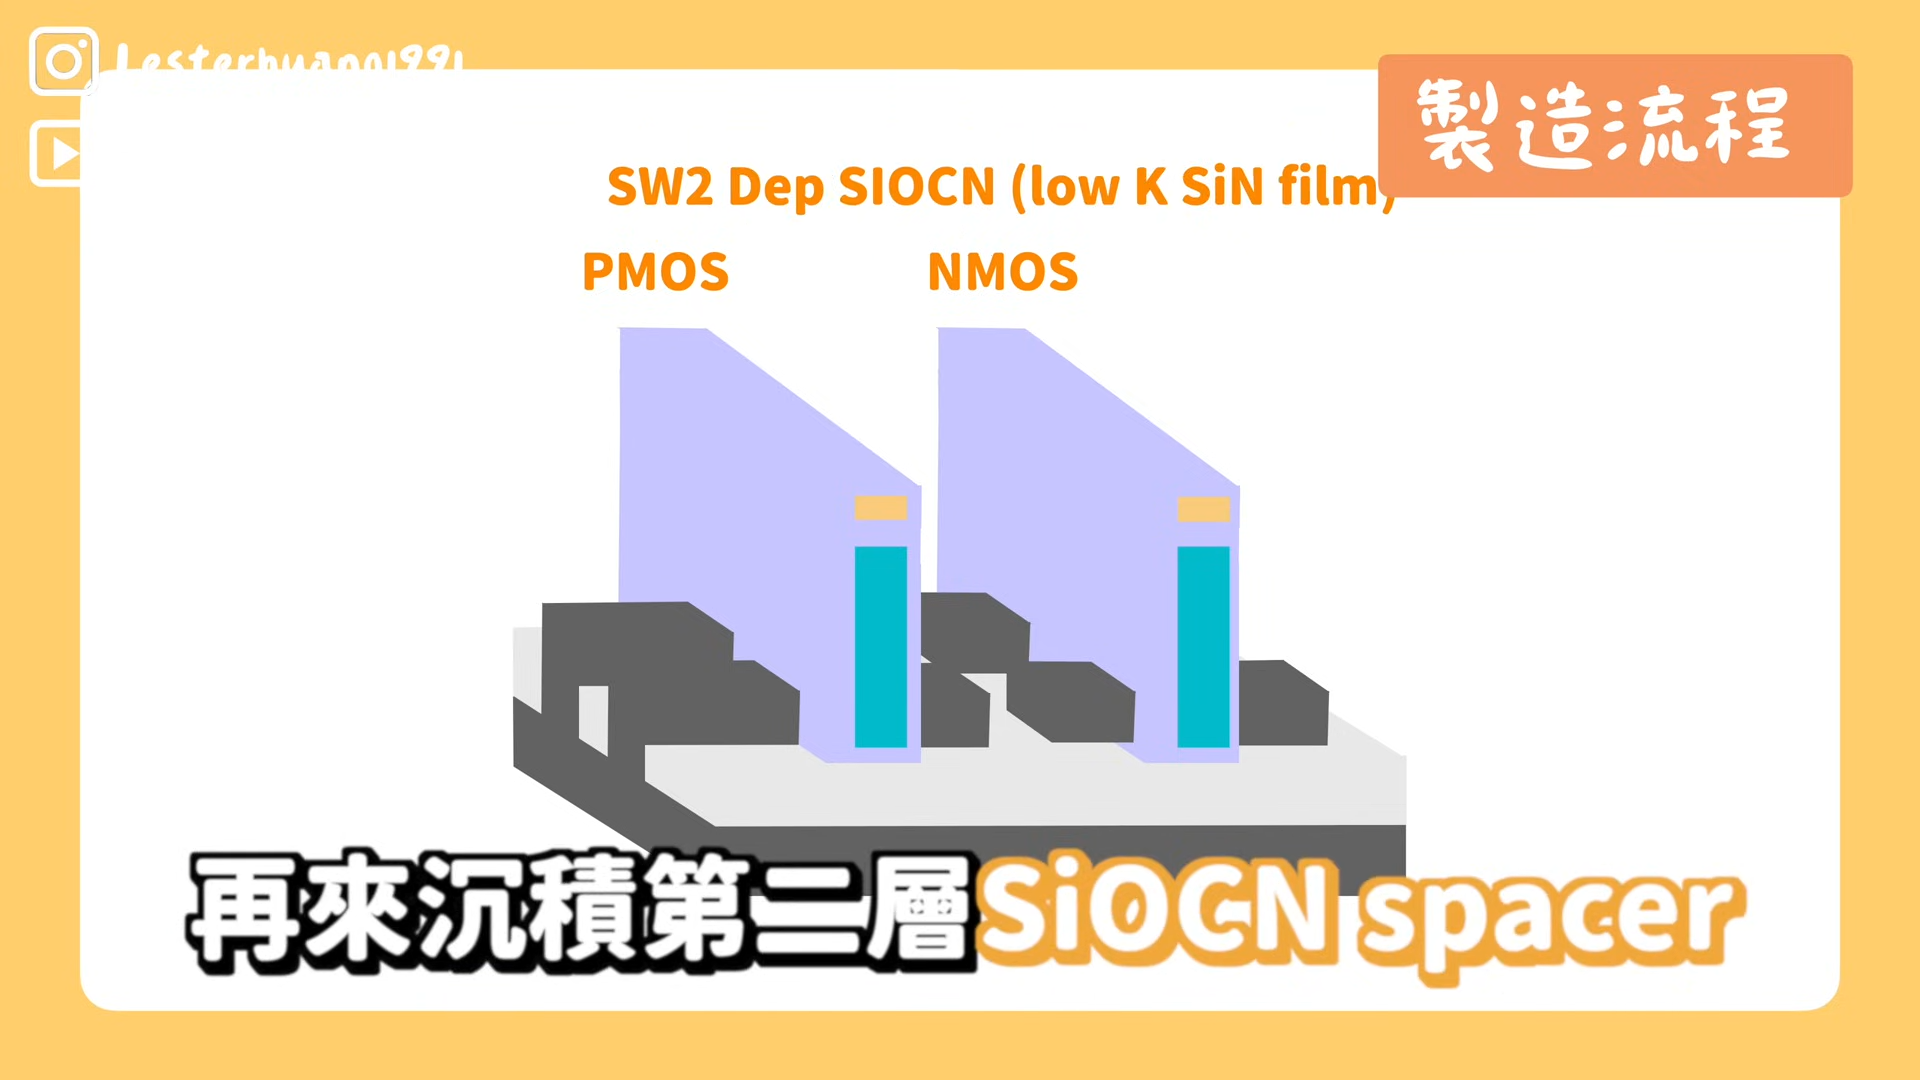 Lesterhuang1991
製造流程
SW2 Dep SIOCN (low K SiN film)
PMOS
NMOS
再來沉積第二層SiOCN spacer